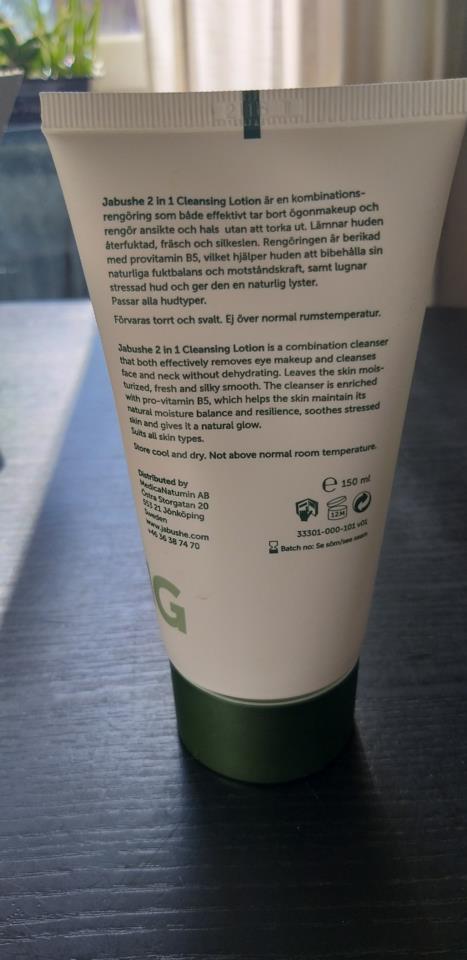 Jabushe 2 in 1 Cleansing Lotion är en kombinations-
rengöring som både effektivt tar bort ögonmakeup och
rengör ansikte och hals utan att torka ut. Lämnar huden
återfuktad, fräsch och silkeslen. Rengöringen är berikad
med provitamin B5, vilket hjälper huden att bibehålla sin
naturliga fuktbalans och motståndskraft, samt lugnar
stressad hud och ger den en naturlig lyster.
Passar alla hudtyper.
Förvaras torrt och svalt. Ej över normal rumstemperatur.
Jabushe 2 in 1 Cleansing Lotion is a combination cleanser
that both effectively removes eye makeup and cleanses
face and neck without dehydrating. Leaves the skin mois-
turized, fresh and silky smooth. The cleanser is enriched
with pro-vitamin B5, which helps the skin maintain its
natural moisture balance and resilience, soothes stressed
skin and gives it a natural glow.
Suits all skin types.
Store cool and dry. Not above normal room temperature.
Distributed by
MedicaNatumin AB
Östra Storgatan 20
553 21 Jönköping
Sweden
www.jabushe.com
+46 36 38 74 70
e 150 ml
12M
33301-000-101 v01
Batch no: Se söm/see seam
G